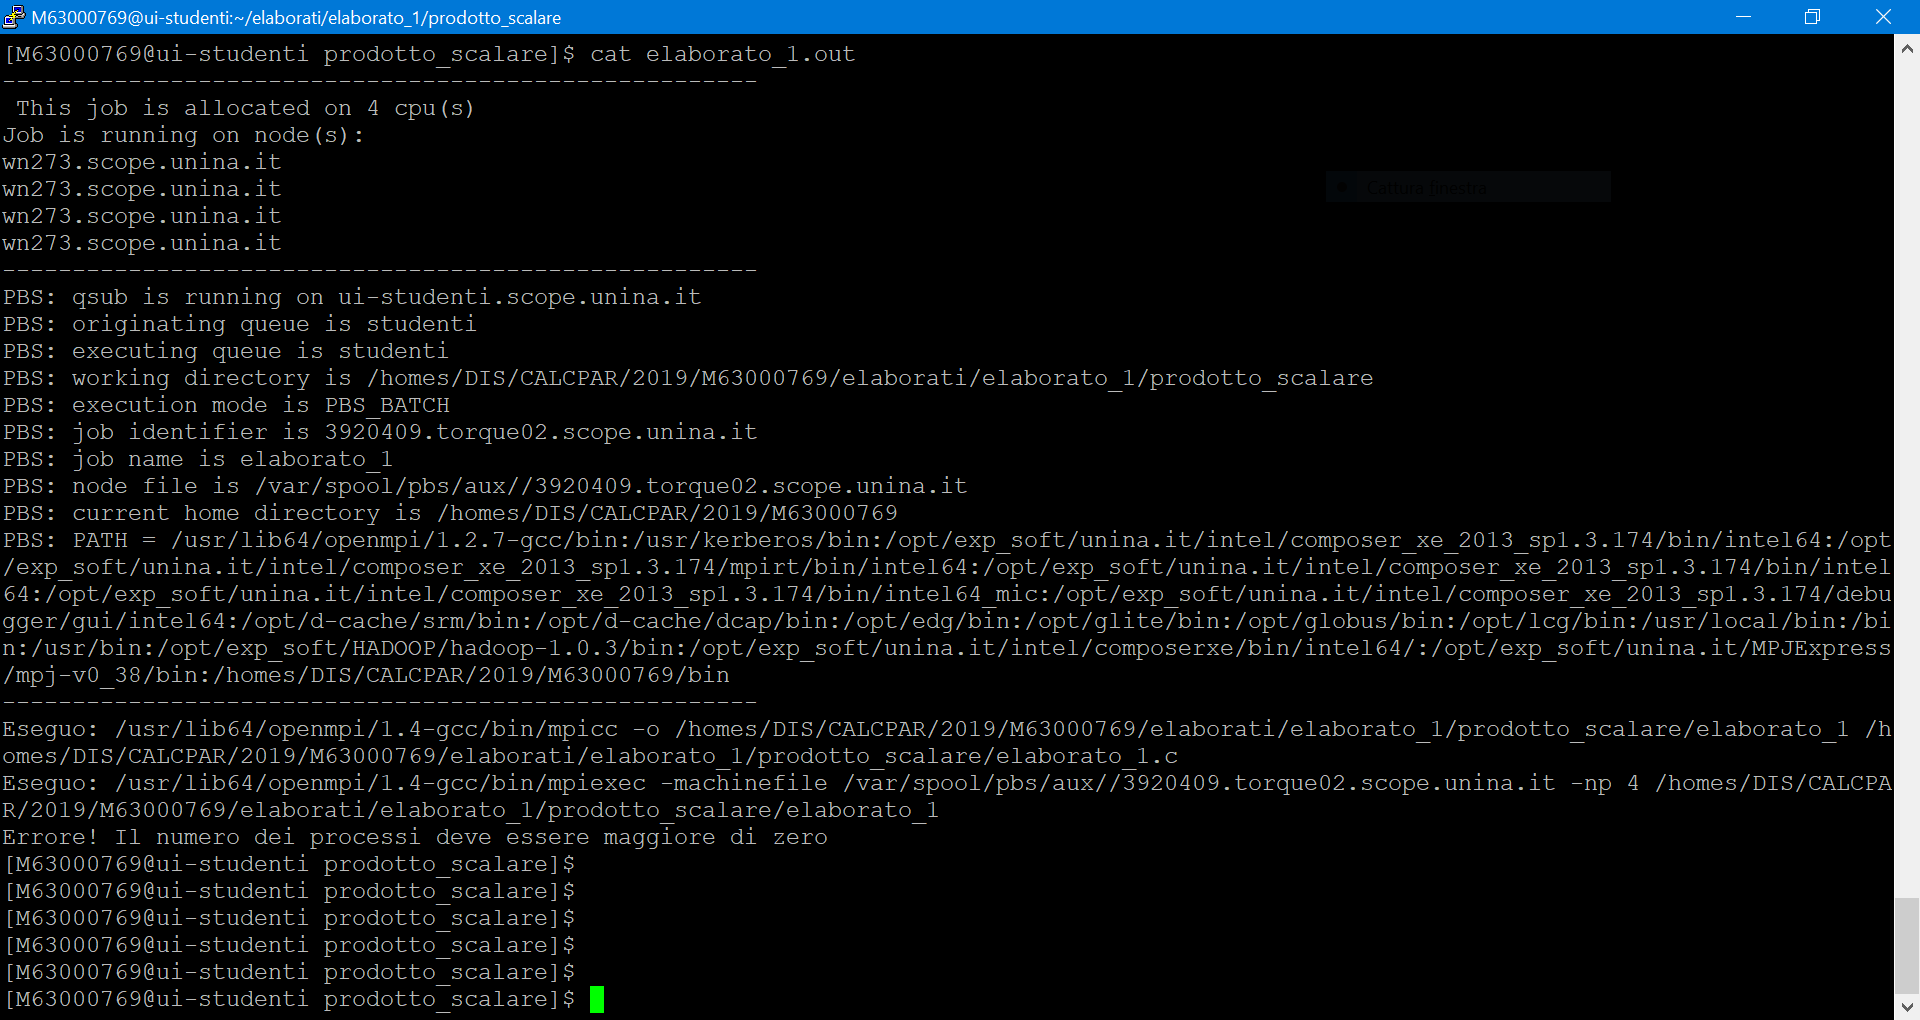 M63000769@ui-studenti:~/elaborati/elaborato_1/prodotto_scalare
[M63000769@ui-studenti prodotto_scalare]$ cat elaborato_1.out
------------------------------------------------------
 This job is allocated on 4 cpu(s)
Job is running on node(s):
wn273.scope.unina.it
wn273.scope.unina.it
wn273.scope.unina.it
wn273.scope.unina.it
------------------------------------------------------
PBS: qsub is running on ui-studenti.scope.unina.it
PBS: originating queue is studenti
PBS: executing queue is studenti
PBS: working directory is /homes/DIS/CALCPAR/2019/M63000769/elaborati/elaborato_1/prodotto_scalare
PBS: execution mode is PBS_BATCH
PBS: job identifier is 3920409.torque02.scope.unina.it
PBS: job name is elaborato_1
PBS: node file is /var/spool/pbs/aux//3920409.torque02.scope.unina.it
PBS: current home directory is /homes/DIS/CALCPAR/2019/M63000769
PBS: PATH = /usr/lib64/openmpi/1.2.7-gcc/bin:/usr/kerberos/bin:/opt/exp_soft/unina.it/intel/composer_xe_2013_sp1.3.174/bin/intel64:/opt
/exp_soft/unina.it/intel/composer_xe_2013_sp1.3.174/mpirt/bin/intel64:/opt/exp_soft/unina.it/intel/composer_xe_2013_sp1.3.174/bin/intel
64:/opt/exp_soft/unina.it/intel/composer_xe_2013_sp1.3.174/bin/intel64_mic:/opt/exp_soft/unina.it/intel/composer_xe_2013_sp1.3.174/debu
gger/gui/intel64:/opt/d-cache/srm/bin:/opt/d-cache/dcap/bin:/opt/edg/bin:/opt/glite/bin:/opt/globus/bin:/opt/lcg/bin:/usr/local/bin:/bi
n:/usr/bin:/opt/exp_soft/HADOOP/hadoop-1.0.3/bin:/opt/exp_soft/unina.it/intel/composerxe/bin/intel64/:/opt/exp_soft/unina.it/MPJExpress
/mpj-v0_38/bin:/homes/DIS/CALCPAR/2019/M63000769/bin
------------------------------------------------------
Eseguo: /usr/lib64/openmpi/1.4-gcc/bin/mpicc -o /homes/DIS/CALCPAR/2019/M63000769/elaborati/elaborato_1/prodotto_scalare/elaborato_1 /h
omes/DIS/CALCPAR/2019/M63000769/elaborati/elaborato_1/prodotto_scalare/elaborato_1.c
Eseguo: /usr/lib64/openmpi/1.4-gcc/bin/mpiexec -machinefile /var/spool/pbs/aux//3920409.torque02.scope.unina.it -np 4 /homes/DIS/CALCPA
R/2019/M63000769/elaborati/elaborato_1/prodotto_scalare/elaborato_1
Errore! Il numero dei processi deve essere maggiore di zero
[M63000769@ui-studenti prodotto_scalare]$
[M63000769@ui-studenti prodotto_scalare]$
[M63000769@ui-studenti prodotto_scalare]$
[M63000769@ui-studenti prodotto_scalare]$
[M63000769@ui-studenti prodotto_scalare]$
[M63000769@ui-studenti prodotto_scalare]$
Cattura finestra